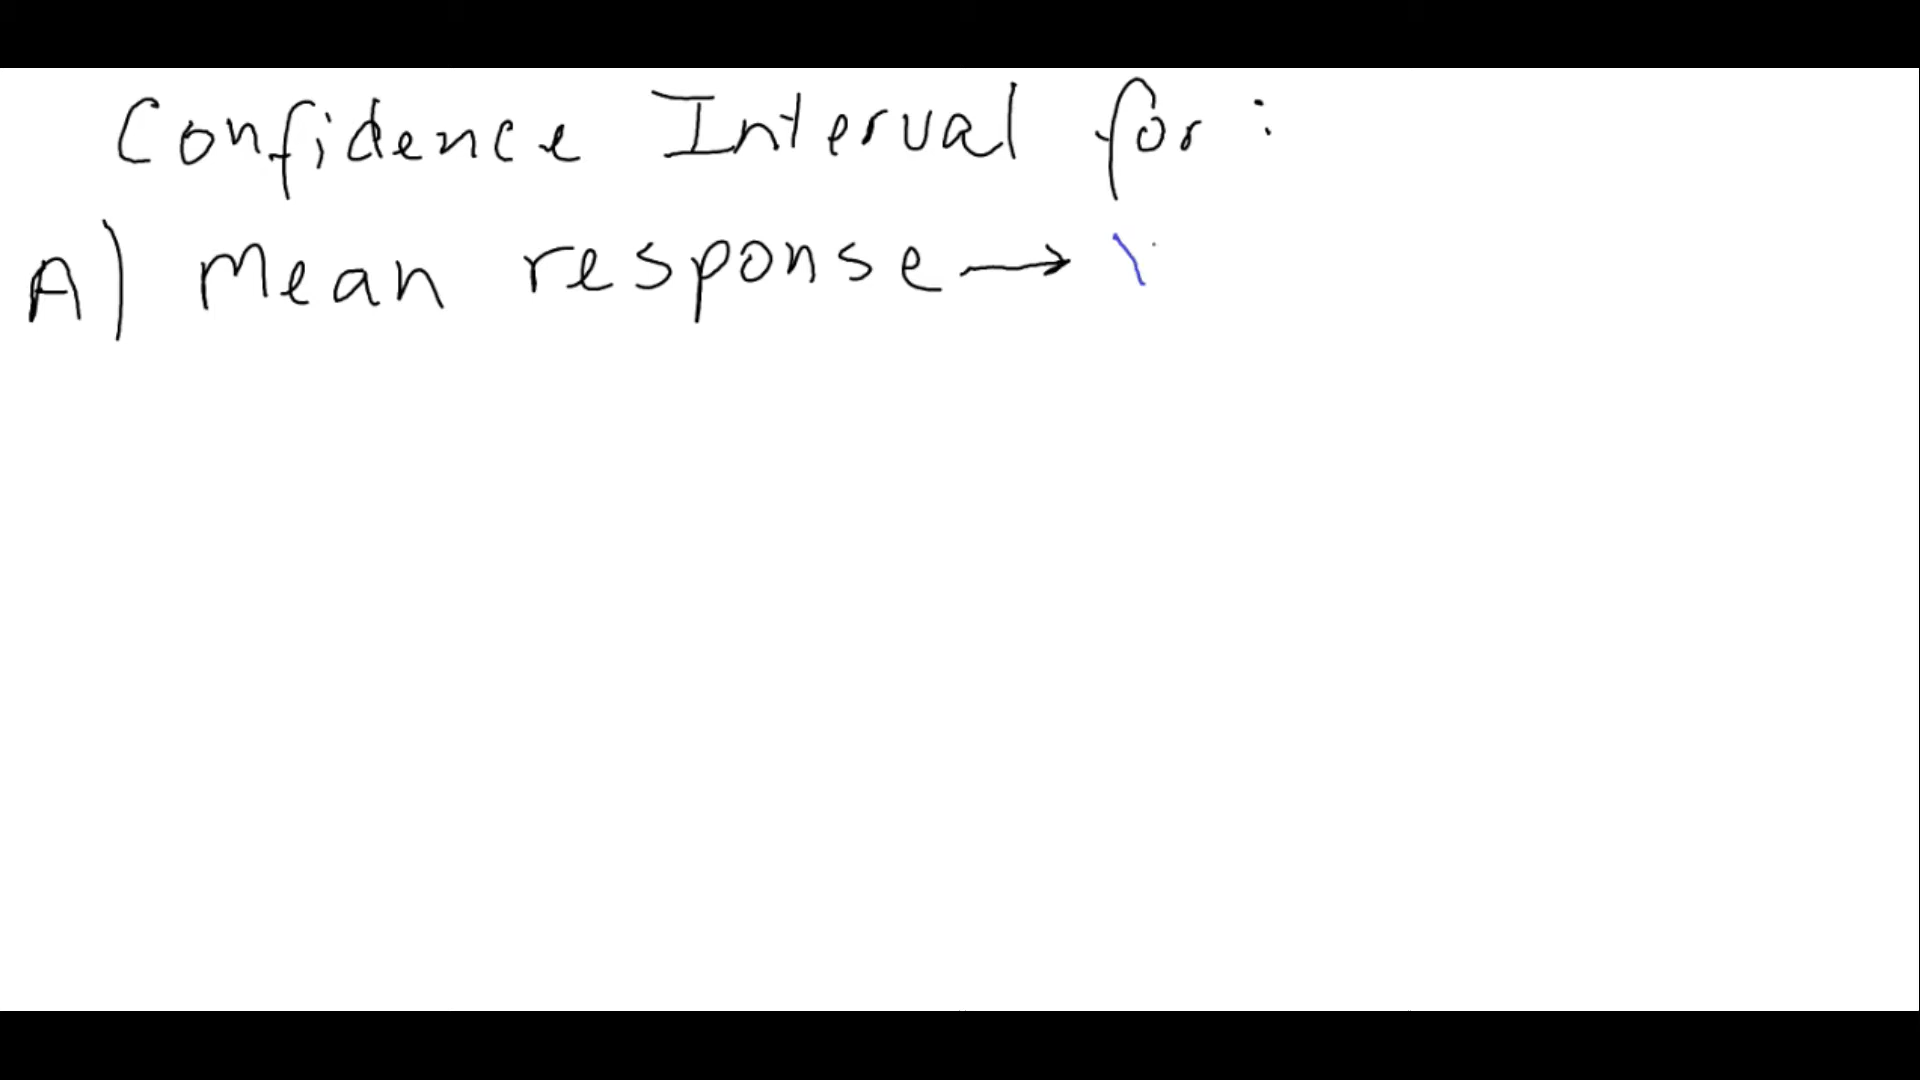 Confidence Interval for :
A) Mean response →